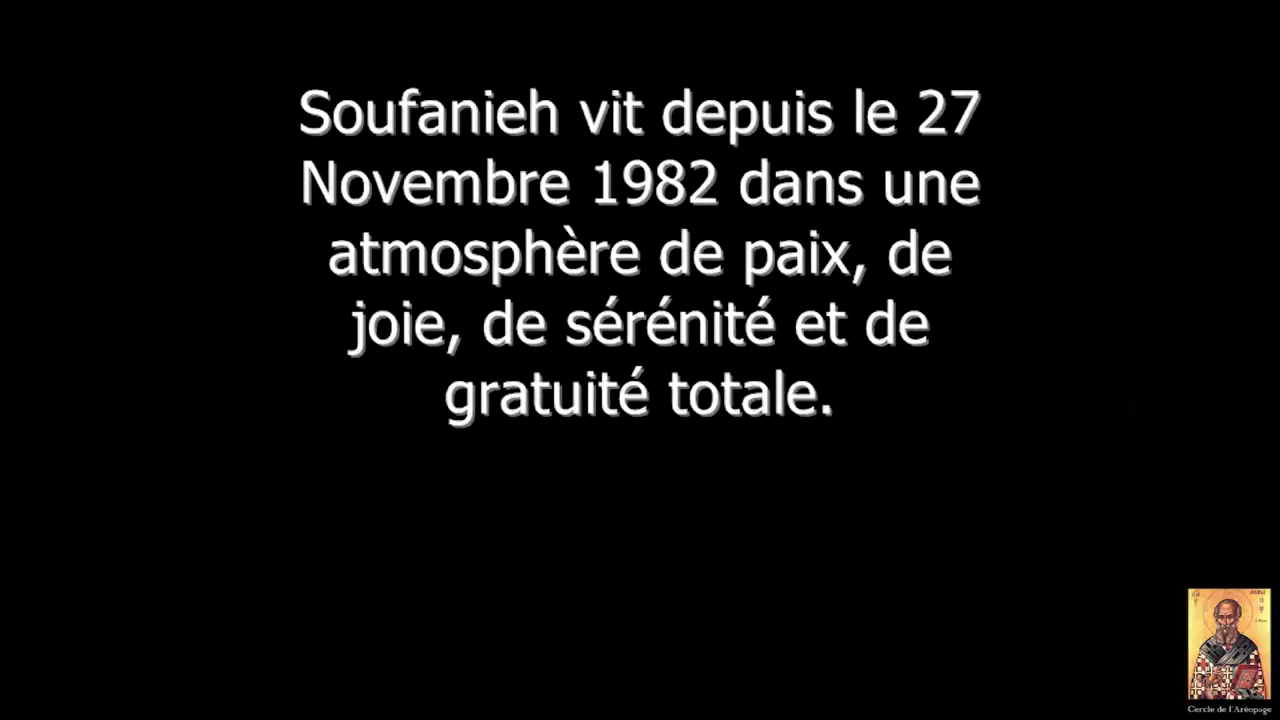 Soufanieh vit depuis le 27
Novembre 1982 dans une
atmosphère de paix, de
joie, de sérénité et de
gratuité totale.
Cercle de l'Aréopage